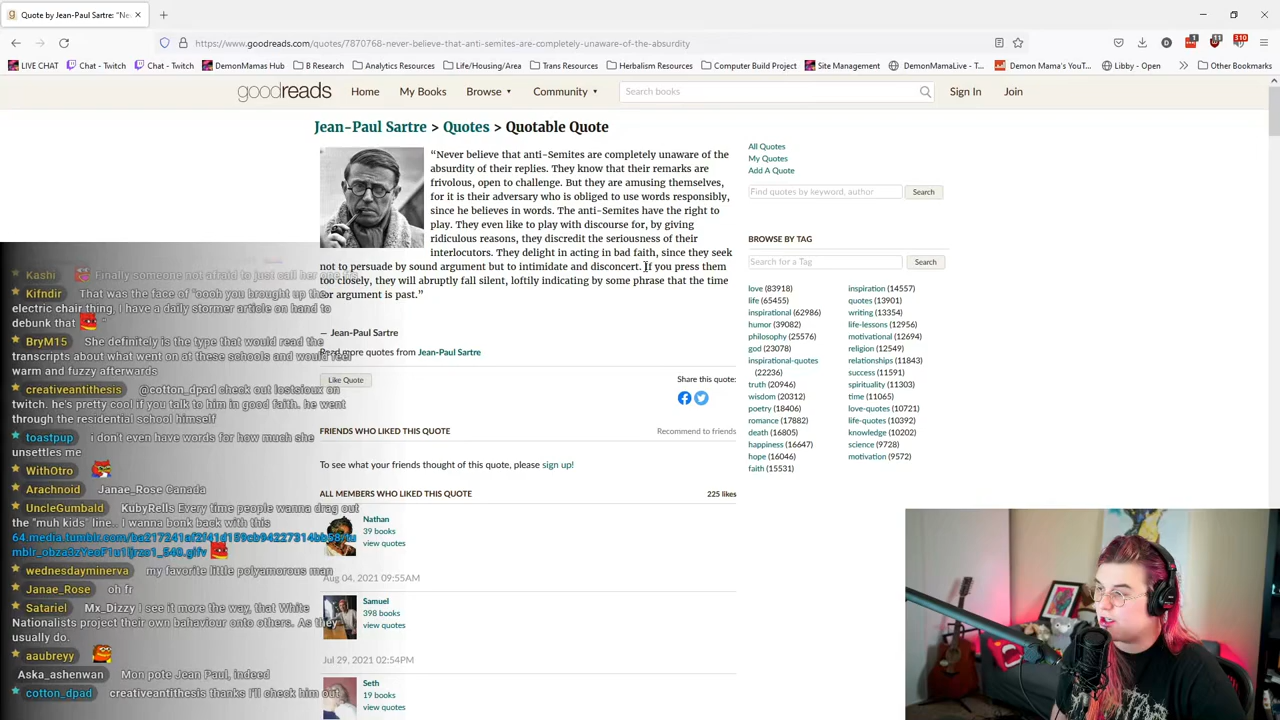 Quote by Jean-Paul Sartre: "Ne
https://www.goodreads.com/quotes/7870768-never-believe-that-anti-semites-are-completely-unaware-of-the-absurdity
1
11
310
LIVE CHAT
Chat - Twitch
Chat - Twitch
DemonMamas Hub
B Research
Analytics Resources
Life/Housing/Area
Trans Resources
Herbalism Resources
Computer Build Project
Site Management
DemonMamaLive - T...
Demon Mama's YouT...
Libby - Open
Other Bookmarks
goodreads
Home
My Books
Browse
Community
Search books
Sign In
Join
Jean-Paul Sartre > Quotes > Quotable Quote
“Never believe that anti-Semites are completely unaware of the
absurdity of their replies. They know that their remarks are
frivolous, open to challenge. But they are amusing themselves,
for it is their adversary who is obliged to use words responsibly,
since he believes in words. The anti-Semites have the right to
play. They even like to play with discourse for, by giving
ridiculous reasons, they discredit the seriousness of their
interlocutors. They delight in acting in bad faith, since they seek
not to persuade by sound argument but to intimidate and disconcert. If you press them
too closely, they will abruptly fall silent, loftily indicating by some phrase that the time
for argument is past.”
― Jean-Paul Sartre
Read more quotes from Jean-Paul Sartre
Like Quote
Share this quote:
FRIENDS WHO LIKED THIS QUOTE
Recommend to friends
To see what your friends thought of this quote, please sign up!
ALL MEMBERS WHO LIKED THIS QUOTE
225 likes
Nathan
39 books
view quotes
Aug 04, 2021 09:55AM
Samuel
398 books
view quotes
Jul 29, 2021 02:54PM
Seth
19 books
view quotes
All Quotes
My Quotes
Add A Quote
Find quotes by keyword, author
Search
BROWSE BY TAG
Search for a Tag
Search
love (83918)
life (65455)
inspirational (62986)
humor (39082)
philosophy (25576)
god (23078)
inspirational-quotes
(22236)
truth (20946)
wisdom (20312)
poetry (18406)
romance (17882)
death (16805)
happiness (16647)
hope (16046)
faith (15531)
inspiration (14557)
quotes (13901)
writing (13354)
life-lessons (12956)
motivational (12694)
religion (12549)
relationships (11843)
success (11591)
spirituality (11303)
time (11065)
love-quotes (10721)
life-quotes (10392)
knowledge (10202)
science (9728)
motivation (9572)
Kashi Finally someone not afraid to just call her one
Kifndir That was the face of "oooh you brought up the
electric chair thing, I have a daily stormer article on hand to
debunk that "
BryM15 She definitely is the type that would read the
transcripts about what went on at these schools and would feel
warm and fuzzy afterwards
creativeantithesis @cotton_dpad check out lostsioux on
twitch. he's pretty cool if you talk to him in good faith. he went
through the residential school himself
toastpup i don't even have words for how much she
unsettles me
WithOtro
Arachnoid Janae_Rose Canada
UncleGumbald KubyRells Every time people wanna drag out
the "muh kids" line.. I wanna bonk back with this
wednesdayminerva my favorite little polyamorous man
Janae_Rose oh fr
Satariel Mx_Dizzy I see it more the way, that White
Nationalists project their own bahaviour onto others. As they
usually do.
aaubreyy
Aska_ashenwan Mon pote Jean Paul, indeed
cotton_dpad creativeantithesis thanks I'll check him out